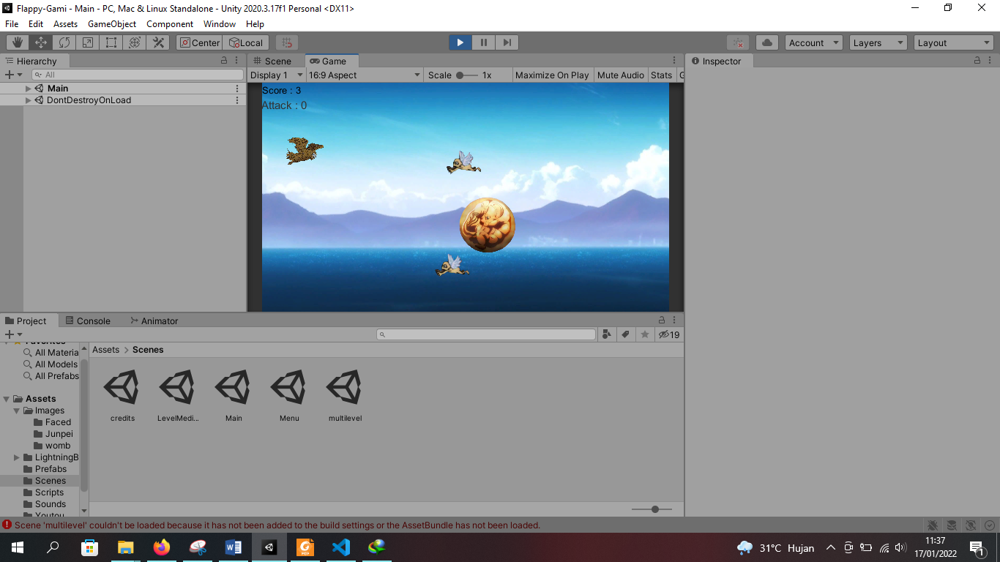 Flappy-Gami - Main - PC, Mac & Linux Standalone - Unity 2020.3.17f1 Personal <DX11>
File Edit Assets GameObject Component Window Help
Center Local Account Layers Layout
Hierarchy
All
Main
DontDestroyOnLoad
Scene Game
Display 1 16:9 Aspect Scale 1x Maximize On Play Mute Audio Stats G
Score : 3
Attack : 0
Inspector
Project Console Animator
19
Favorites
All Materia
All Models
All Prefabs
Assets
Images
Faced
Junpei
womb
LightningB
Prefabs
Scenes
Scripts
Sounds
Youtou
Assets > Scenes
credits LevelMedi... Main Menu multilevel
Scene 'multilevel' couldn't be loaded because it has not been added to the build settings or the AssetBundle has not been loaded.
31°C Hujan
11:37
17/01/2022
1